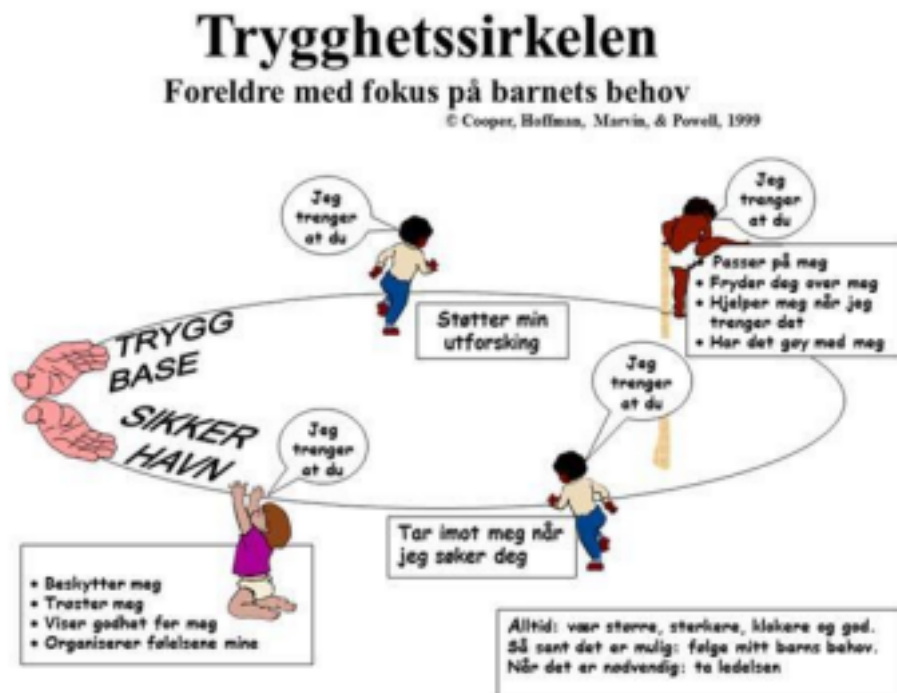 Trygghetssirkelen
Foreldre med fokus på barnets behov
© Cooper, Hoffman, Marvin, & Powell, 1999
Jeg
trenger
at du
Støtter min
utforsking
Jeg
trenger
at du
• Passer på meg
• Fryder deg over meg
• Hjelper meg når jeg
trenger det
• Har det gøy med meg
TRYGG
BASE
SIKKER
HAVN
Jeg
trenger
at du
Tar imot meg når
jeg søker deg
Jeg
trenger
at du
• Beskytter meg
• Trøster meg
• Viser godhet for meg
• Organiserer følelsene mine
Alltid: vær større, sterkere, klokere og god.
Så sant det er mulig: følge mitt barns behov.
Når det er nødvendig: ta ledelsen